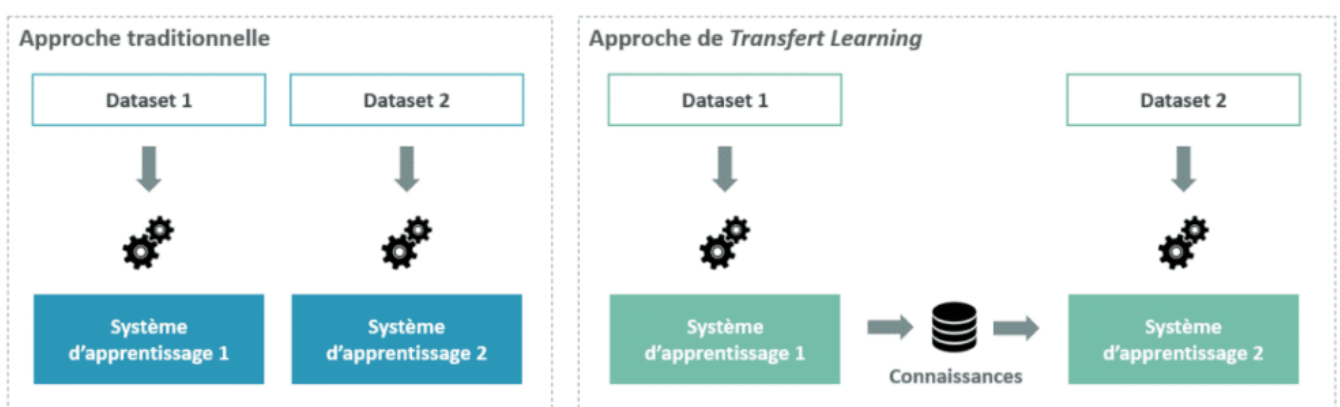 Approche traditionnelle
Dataset 1
Dataset 2
Système
d'apprentissage 1
Système
d'apprentissage 2
Approche de Transfert Learning
Dataset 1
Dataset 2
Système
d'apprentissage 1
Connaissances
Système
d'apprentissage 2